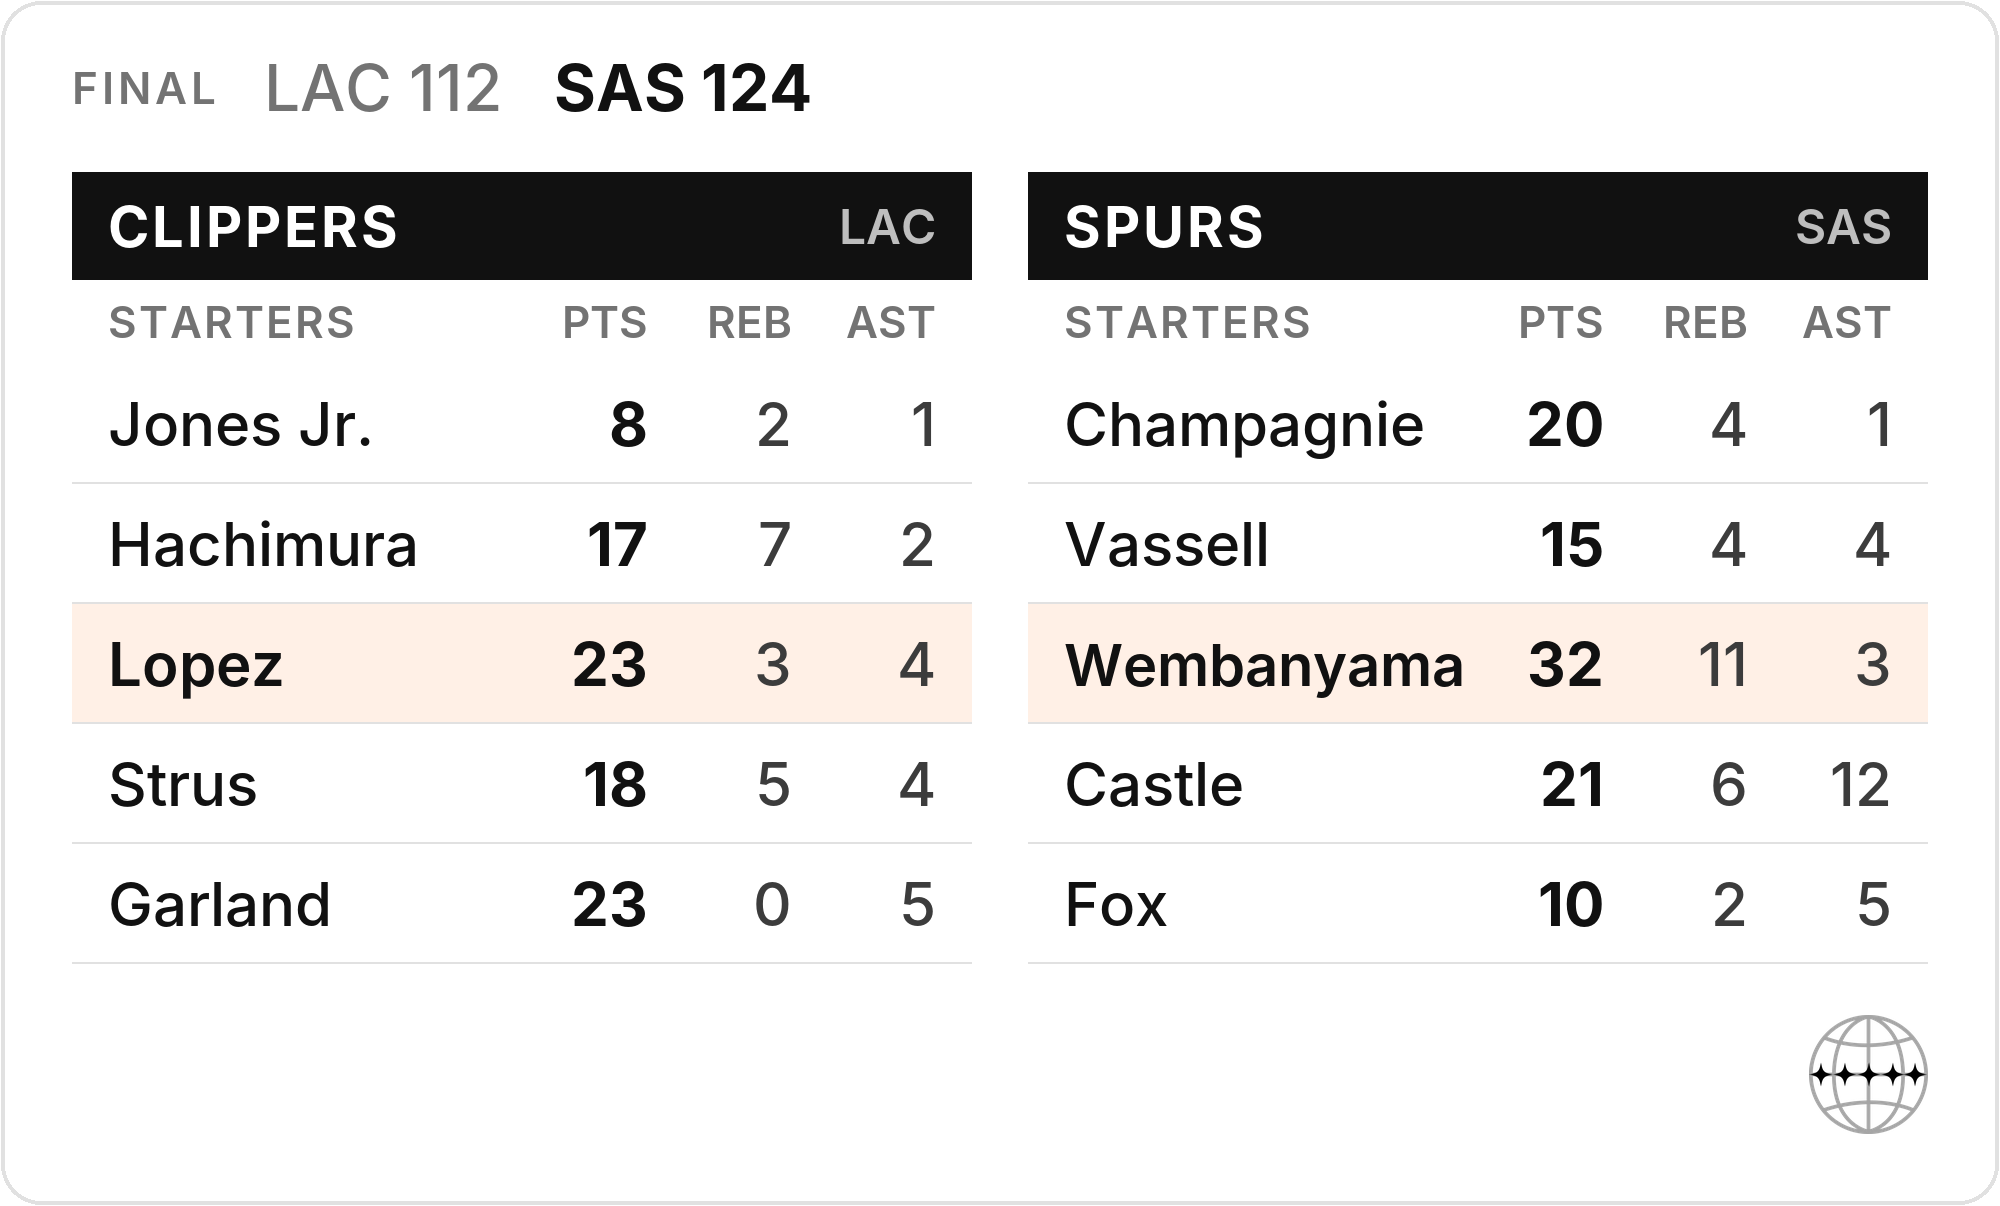 FINAL LAC 112 SAS 124
CLIPPERS LAC
STARTERS PTS REB AST
Jones Jr. 8 2 1
Hachimura 17 7 2
Lopez 23 3 4
Strus 18 5 4
Garland 23 0 5
SPURS SAS
STARTERS PTS REB AST
Champagnie 20 4 1
Vassell 15 4 4
Wembanyama 32 11 3
Castle 21 6 12
Fox 10 2 5